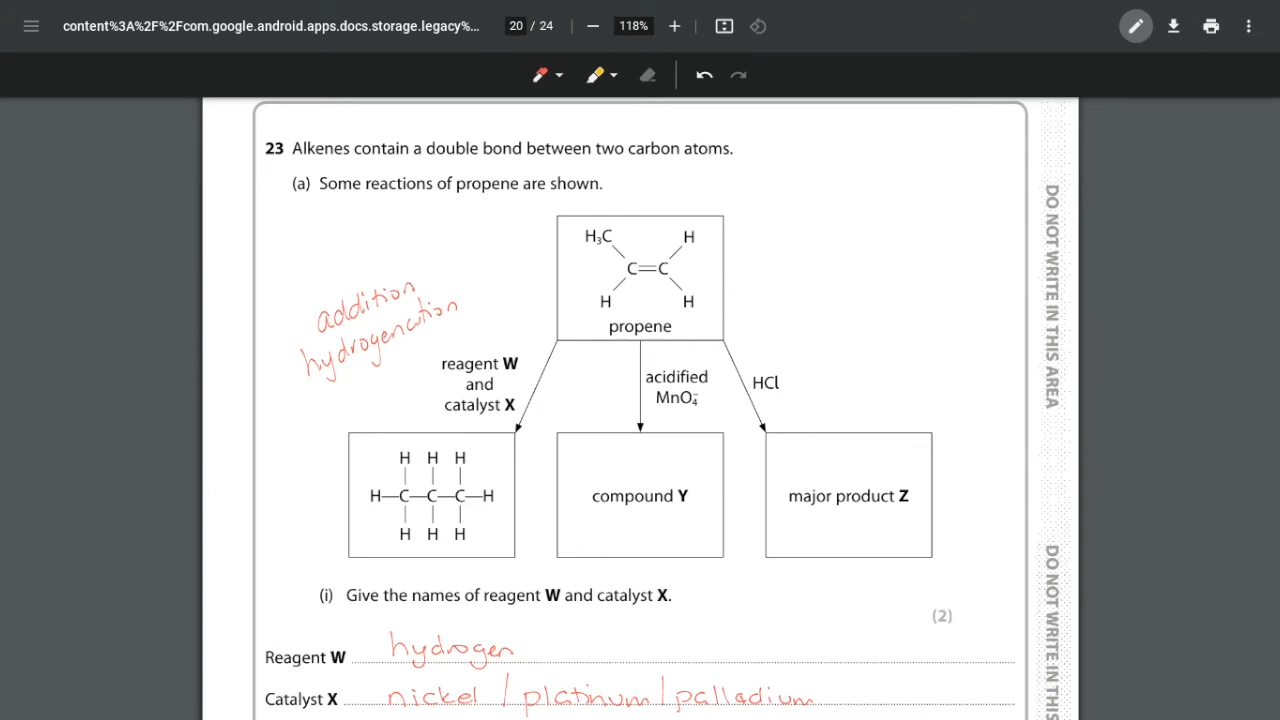 content%3A%2F%2Fcom.google.android.apps.docs.storage.legacy%... 20 / 24 118%
23 Alkenes contain a double bond between two carbon atoms.
(a) Some reactions of propene are shown.
H₃C H
C=C
H H
propene
addition
hydrogenation
reagent W
and
catalyst X
acidified
MnO₄⁻
HCl
H H H
H—C—C—C—H
H H H
compound Y
major product Z
(i) Give the names of reagent W and catalyst X.
(2)
Reagent W hydrogen
Catalyst X nickel, platinum / palladium
DO NOT WRITE IN THIS AREA
DO NOT WRITE IN THIS